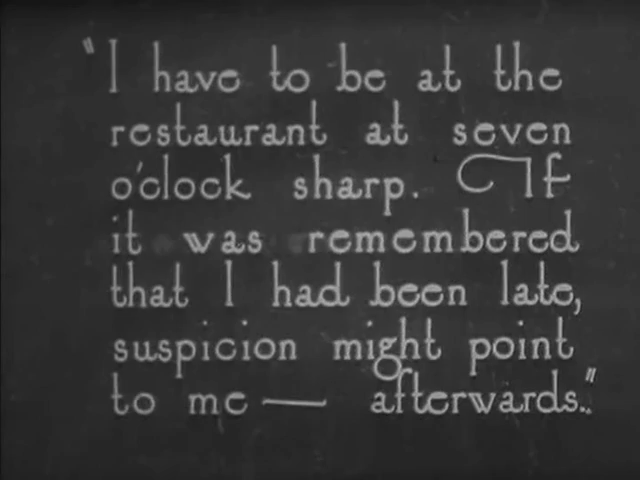 "I have to be at the
restaurant at seven
o'clock sharp. If
it was remembered
that I had been late,
suspicion might point
to me — afterwards."